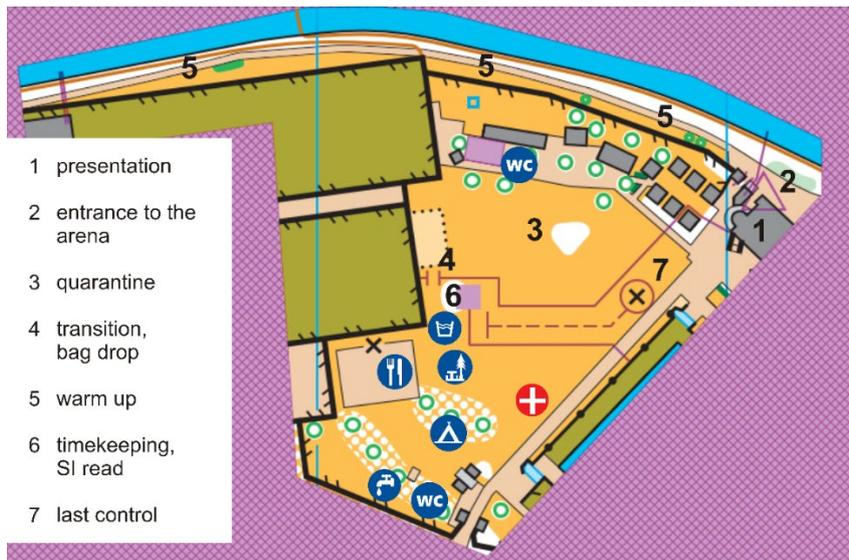 5
5
5
wc
1 presentation
2 entrance to the
arena
3 quarantine
4 transition,
bag drop
5 warm up
6 timekeeping,
SI read
7 last control
2
3
1
4
7
6
wc